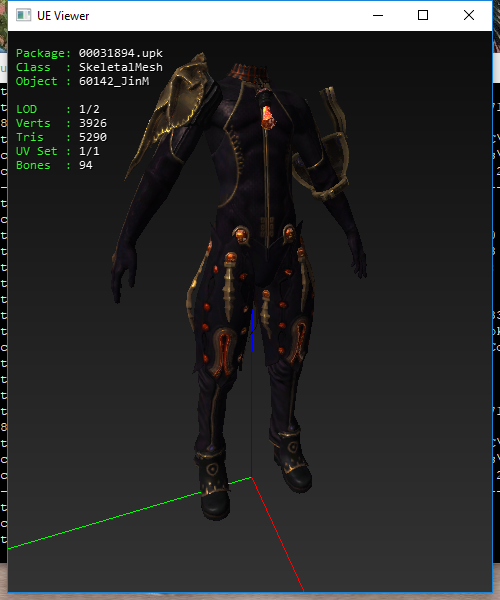 UE Viewer
Package: 00031894.upk
Class  : SkeletalMesh
Object : 60142_JinM
LOD    : 1/2
Verts  : 3926
Tris   : 5290
UV Set : 1/1
Bones  : 94